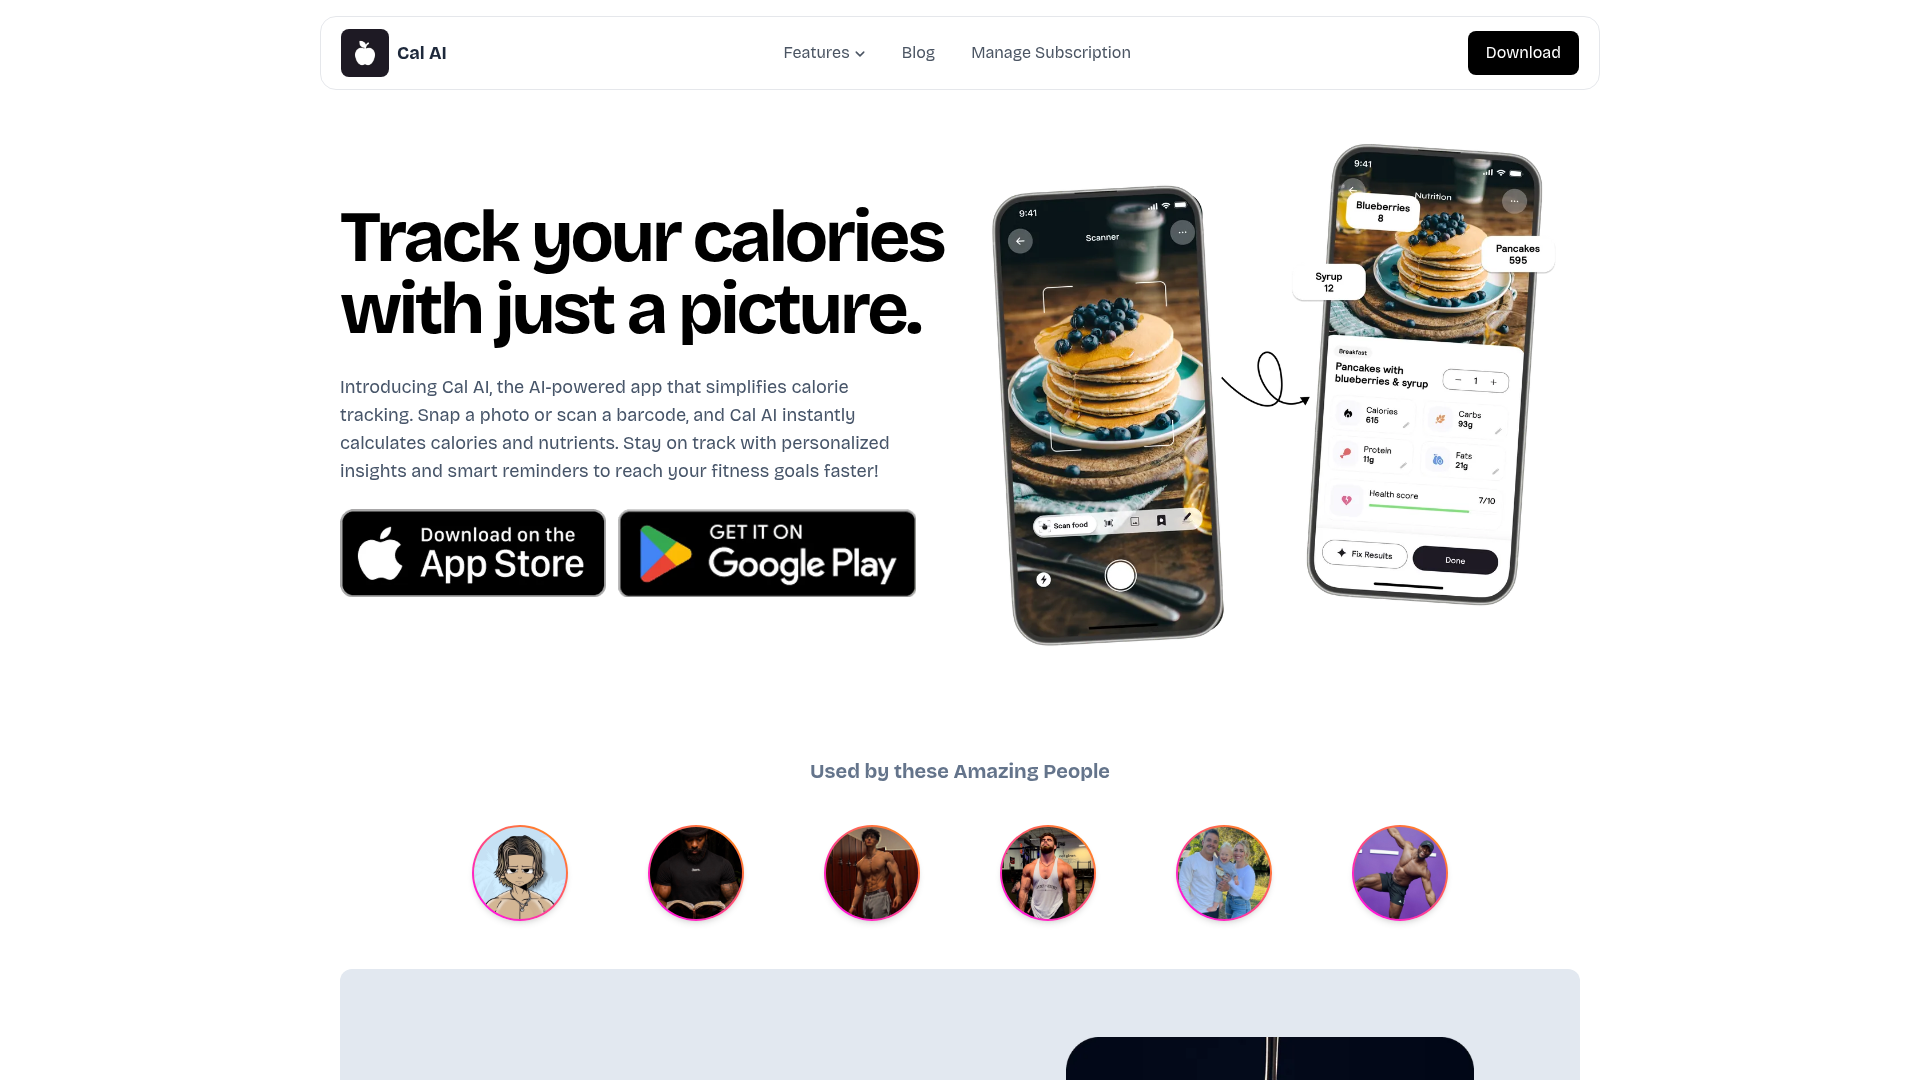 Cal AI
Features
Blog
Manage Subscription
Download
Track your calories
with just a picture.
Introducing Cal AI, the AI-powered app that simplifies calorie
tracking. Snap a photo or scan a barcode, and Cal AI instantly
calculates calories and nutrients. Stay on track with personalized
insights and smart reminders to reach your fitness goals faster!
Download on the
App Store
GET IT ON
Google Play
9:41
Scanner
Scan food
9:41
Nutrition
Blueberries
8
Pancakes
595
Syrup
12
Breakfast
Pancakes with
blueberries & syrup
1
Calories
615
Carbs
93g
Protein
11g
Fats
21g
Health score
7/10
Fix Results
Done
Used by these Amazing People